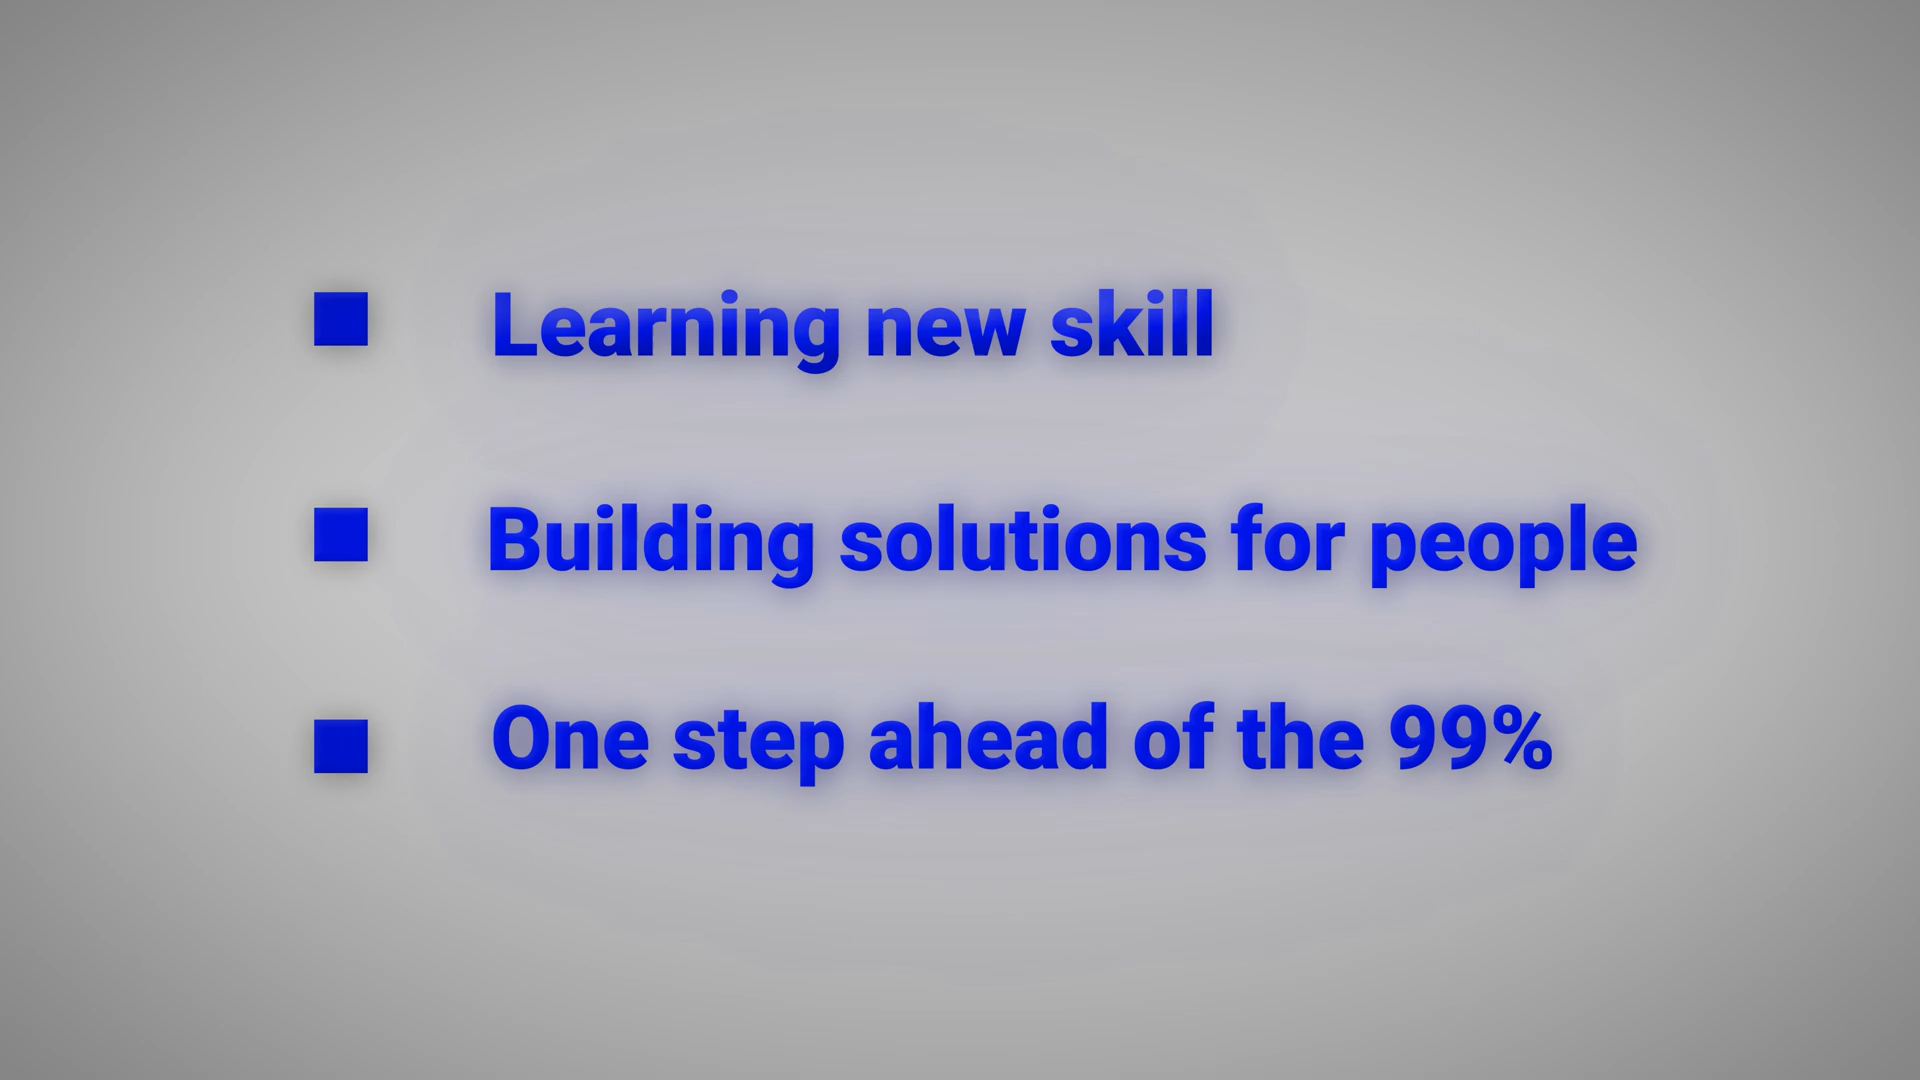 Learning new skill
Building solutions for people
One step ahead of the 99%